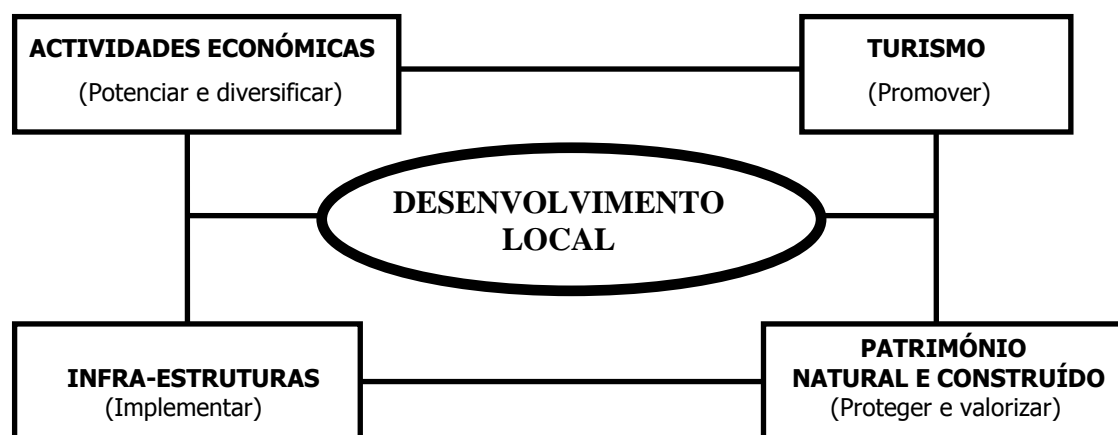 ACTIVIDADES ECONÓMICAS
(Potenciar e diversificar)
TURISMO
(Promover)
DESENVOLVIMENTO
LOCAL
INFRA-ESTRUTURAS
(Implementar)
PATRIMÓNIO
NATURAL E CONSTRUÍDO
(Proteger e valorizar)